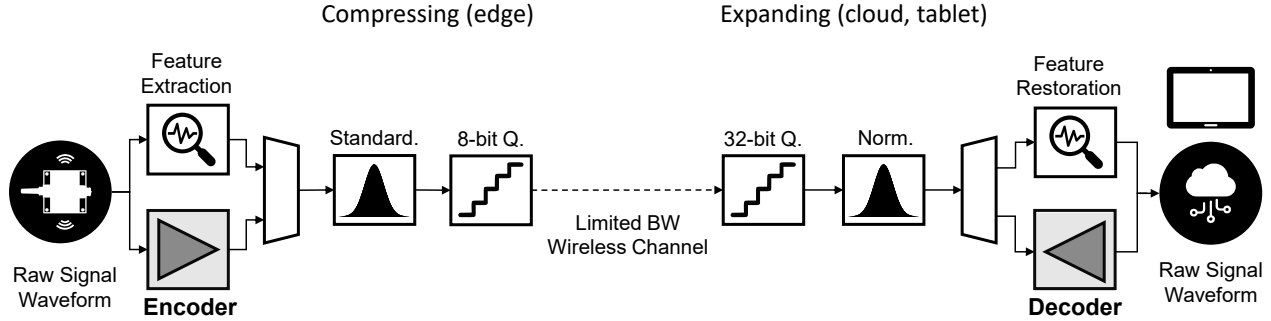 Compressing (edge)
Expanding (cloud, tablet)
Feature
Extraction
Feature
Restoration
Standard.
8-bit Q.
32-bit Q.
Norm.
Limited BW
Wireless Channel
Raw Signal
Waveform
Encoder
Decoder
Raw Signal
Waveform